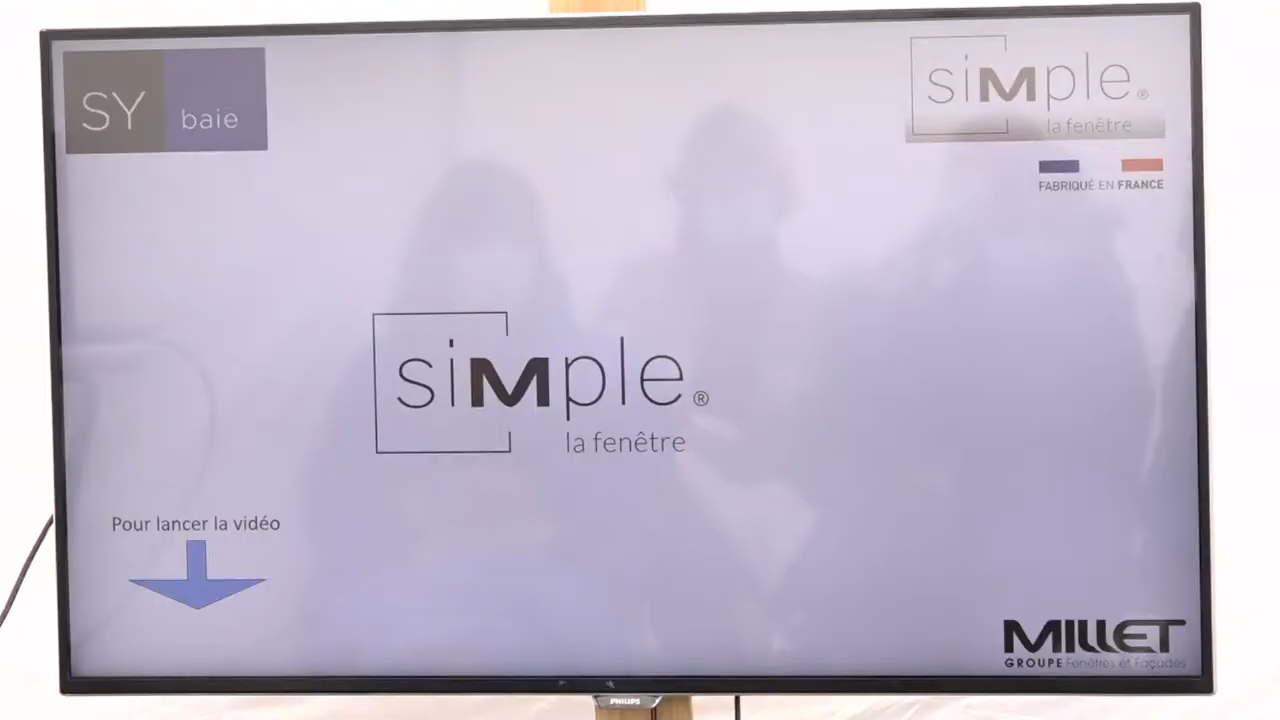 SY baie
siMple®
la fenêtre
FABRIQUÉ EN FRANCE
siMple®
la fenêtre
Pour lancer la vidéo
MILLET
GROUPE Fenêtres et Façades
PHILIPS